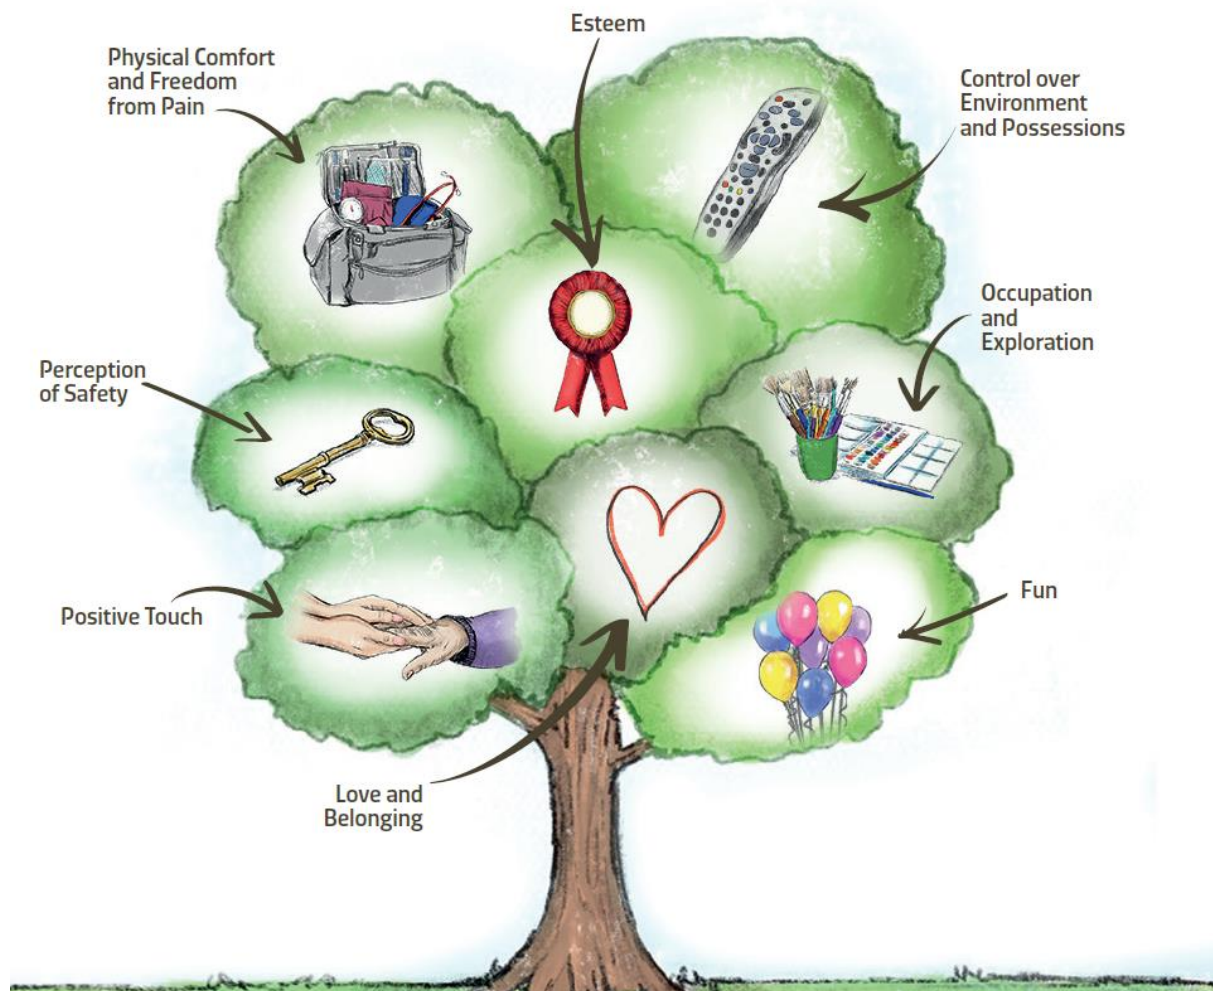 Esteem
Physical Comfort
and Freedom
from Pain
Control over
Environment
and Possessions
Occupation
and
Exploration
Perception
of Safety
Fun
Positive Touch
Love and
Belonging